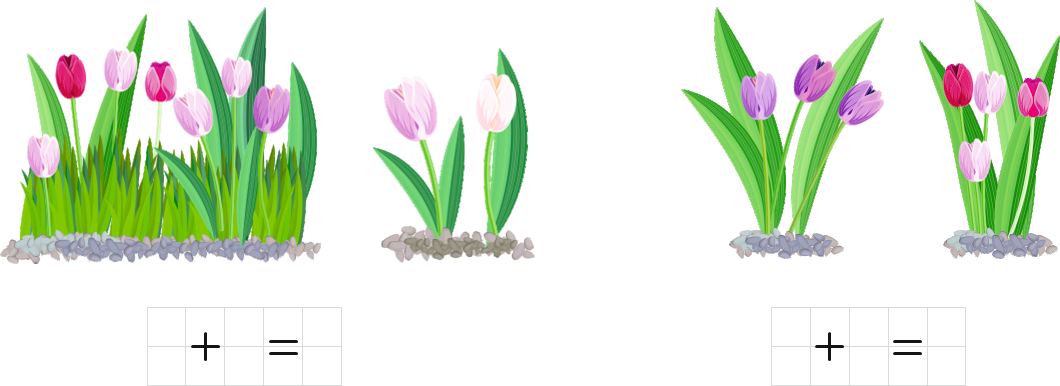 + =
+ =